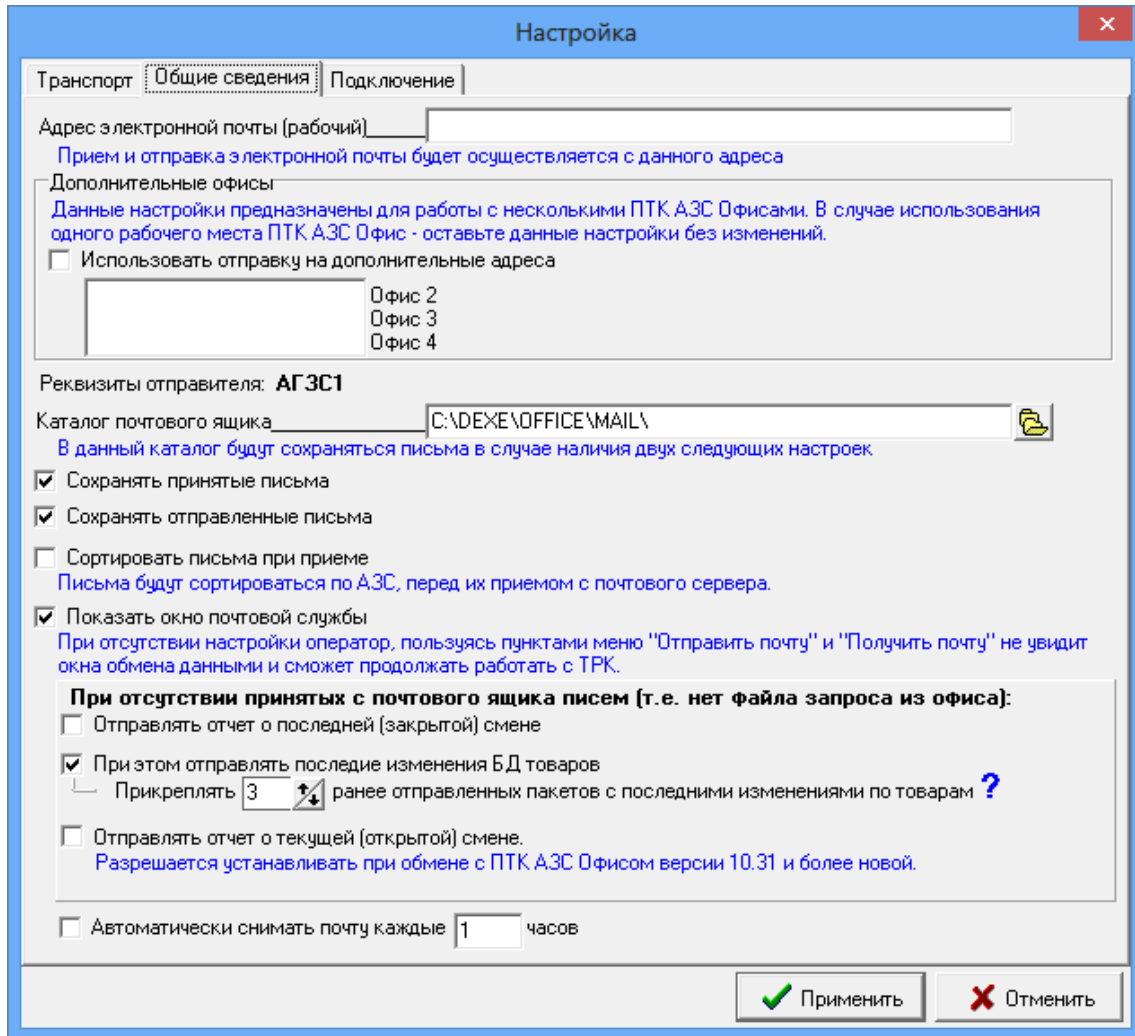 Настройка
Транспорт Общие сведения Подключение
Адрес электронной почты (рабочий)
Прием и отправка электронной почты будет осуществляется с данного адреса
Дополнительные офисы
Данные настройки предназначены для работы с несколькими ПТК АЗС Офисами. В случае использования
одного рабочего места ПТК АЗС Офис - оставьте данные настройки без изменений.
Использовать отправку на дополнительные адреса
Офис 2
Офис 3
Офис 4
Реквизиты отправителя: АГЗС1
Каталог почтового ящика C:\DEXE\OFFICE\MAIL\
В данный каталог будут сохраняться письма в случае наличия двух следующих настроек
Сохранять принятые письма
Сохранять отправленные письма
Сортировать письма при приеме
Письма будут сортироваться по АЗС, перед их приемом с почтового сервера.
Показать окно почтовой службы
При отсутствии настройки оператор, пользуясь пунктами меню "Отправить почту" и "Получить почту" не увидит
окна обмена данными и сможет продолжать работать с ТРК.
При отсутствии принятых с почтового ящика писем (т.е. нет файла запроса из офиса):
Отправлять отчет о последней (закрытой) смене
При этом отправлять последие изменения БД товаров
Прикреплять 3 ранее отправленных пакетов с последними изменениями по товарам ?
Отправлять отчет о текущей (открытой) смене.
Разрешается устанавливать при обмене с ПТК АЗС Офисом версии 10.31 и более новой.
Автоматически снимать почту каждые 1 часов
Применить Отменить